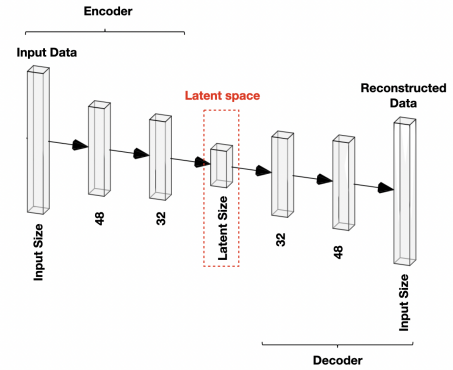 Encoder
Input Data
Reconstructed
Data
Latent space
Input Size
48
32
Latent Size
32
48
Input Size
Decoder